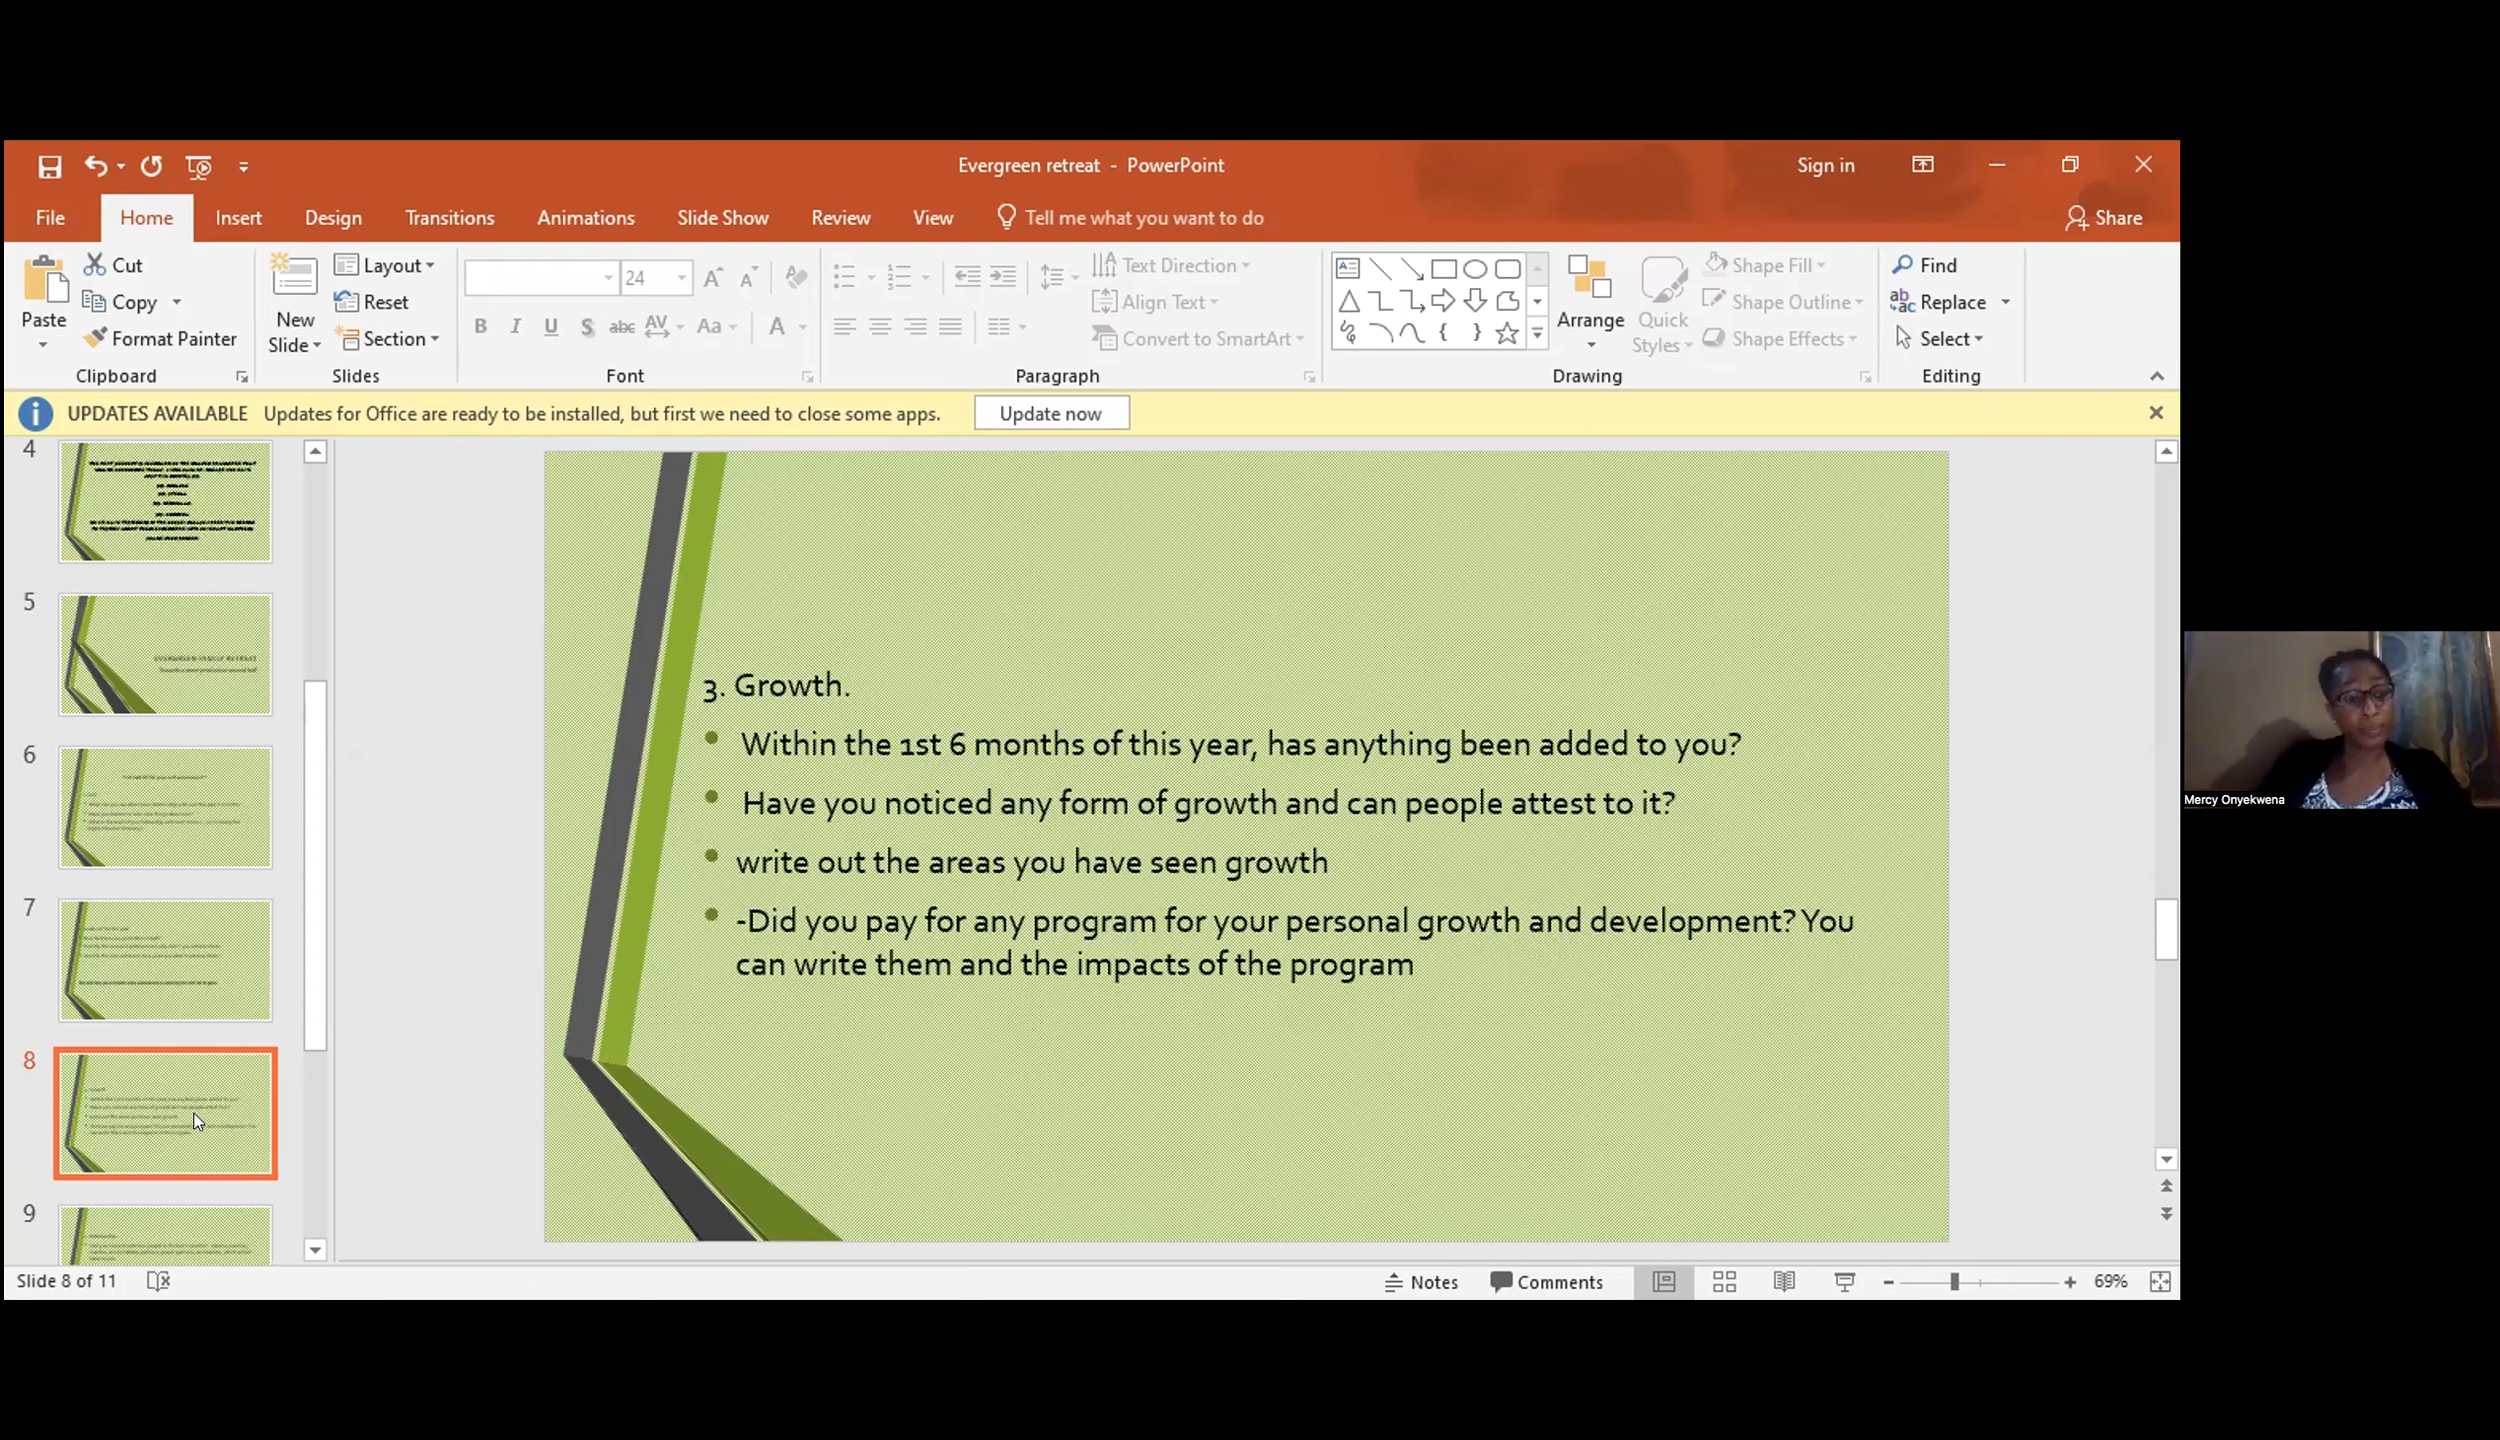 Evergreen retreat - PowerPoint
Sign in
File Home Insert Design Transitions Animations Slide Show Review View Tell me what you want to do Share
Paste
Cut
Copy
Format Painter
Clipboard
New Slide
Layout
Reset
Section
Slides
24
B I U S abc AV Aa A
Font
Text Direction
Align Text
Convert to SmartArt
Paragraph
Arrange
Quick Styles
Shape Fill
Shape Outline
Shape Effects
Drawing
Find
Replace
Select
Editing
UPDATES AVAILABLE Updates for Office are ready to be installed, but first we need to close some apps. Update now
4
5
EVERGREEN FAMILY RETREAT
6
7
8
9
3. Growth.
Within the 1st 6 months of this year, has anything been added to you?
Have you noticed any form of growth and can people attest to it?
write out the areas you have seen growth
-Did you pay for any program for your personal growth and development? You
can write them and the impacts of the program
Mercy Onyekwena
Slide 8 of 11
Notes Comments 69%